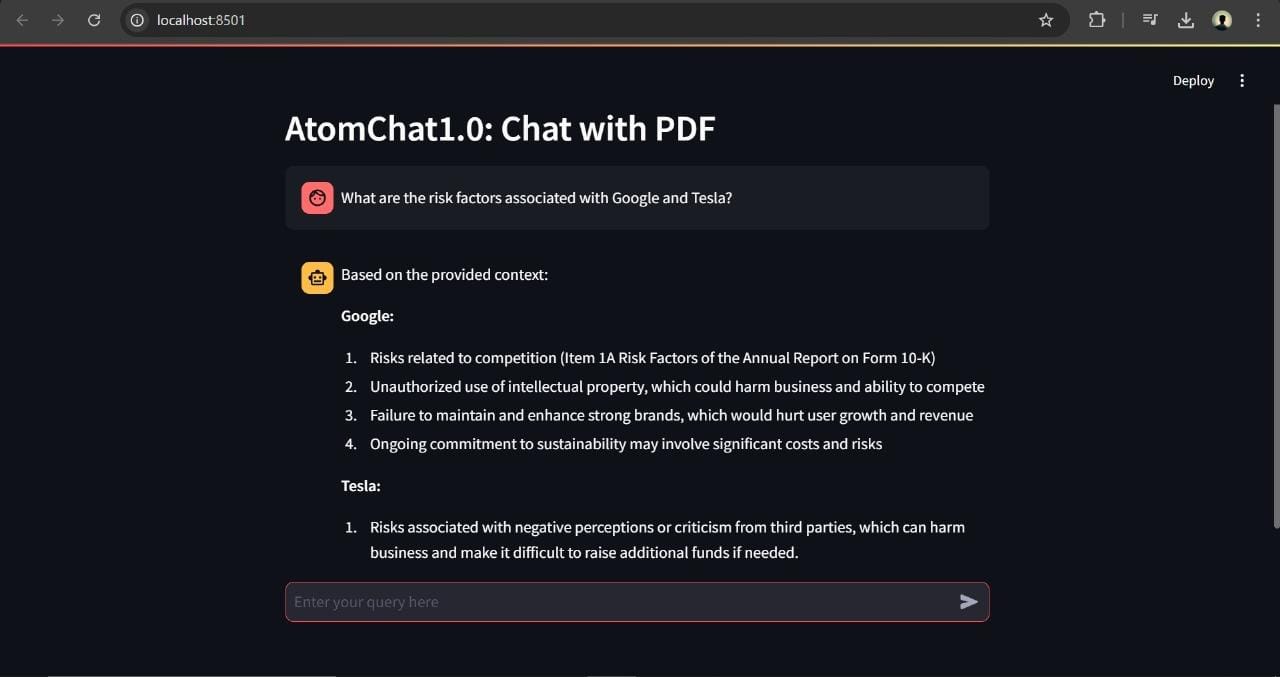 localhost:8501
Deploy
AtomChat1.0: Chat with PDF
What are the risk factors associated with Google and Tesla?
Based on the provided context:
Google:
1. Risks related to competition (Item 1A Risk Factors of the Annual Report on Form 10-K)
2. Unauthorized use of intellectual property, which could harm business and ability to compete
3. Failure to maintain and enhance strong brands, which would hurt user growth and revenue
4. Ongoing commitment to sustainability may involve significant costs and risks
Tesla:
1. Risks associated with negative perceptions or criticism from third parties, which can harm
business and make it difficult to raise additional funds if needed.
Enter your query here